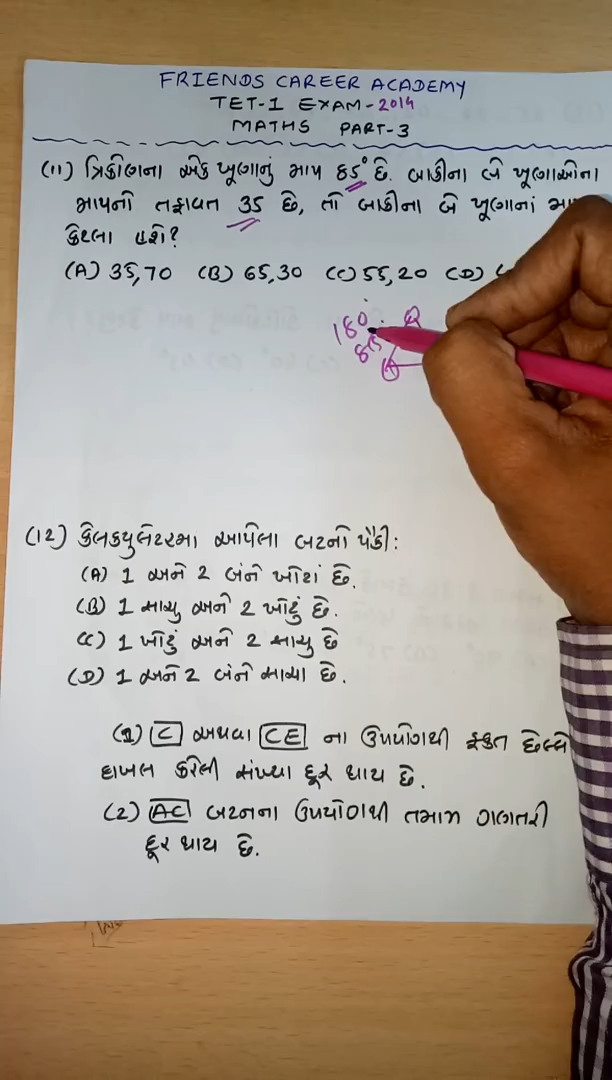 FRIENDS CAREER ACADEMY
TET-1 EXAM-2014
MATHS PART-3
(11) ત્રિકોણના એક ખૂણાનું માપ 85° છે. બાકીના બે ખૂણાઓના
માપનો તફાવત 35 છે, તો બાકીના બે ખૂણાનાં
કેટલા હશે?
(A) 35,70 (B) 65,30 (C) 55,20 (D)
180
85
(12) કેલક્યુલેટરમા આપેલા બટનો પૈકી:
(A) 1 અને 2 બંને ખોટાં છે.
(B) 1 સાચુ અને 2 ખોટું છે.
(C) 1 ખોટું અને 2 સાચુ છે
(D) 1 અને 2 બંને સાચા છે.
(1) C અથવા CE ના ઉપયોગથી ફક્ત છેલ્લે
દાખલ કરેલી સંખ્યા દૂર થાય છે.
(2) AC બટનના ઉપયોગથી તમામ ગણતરી
દૂર થાય છે.